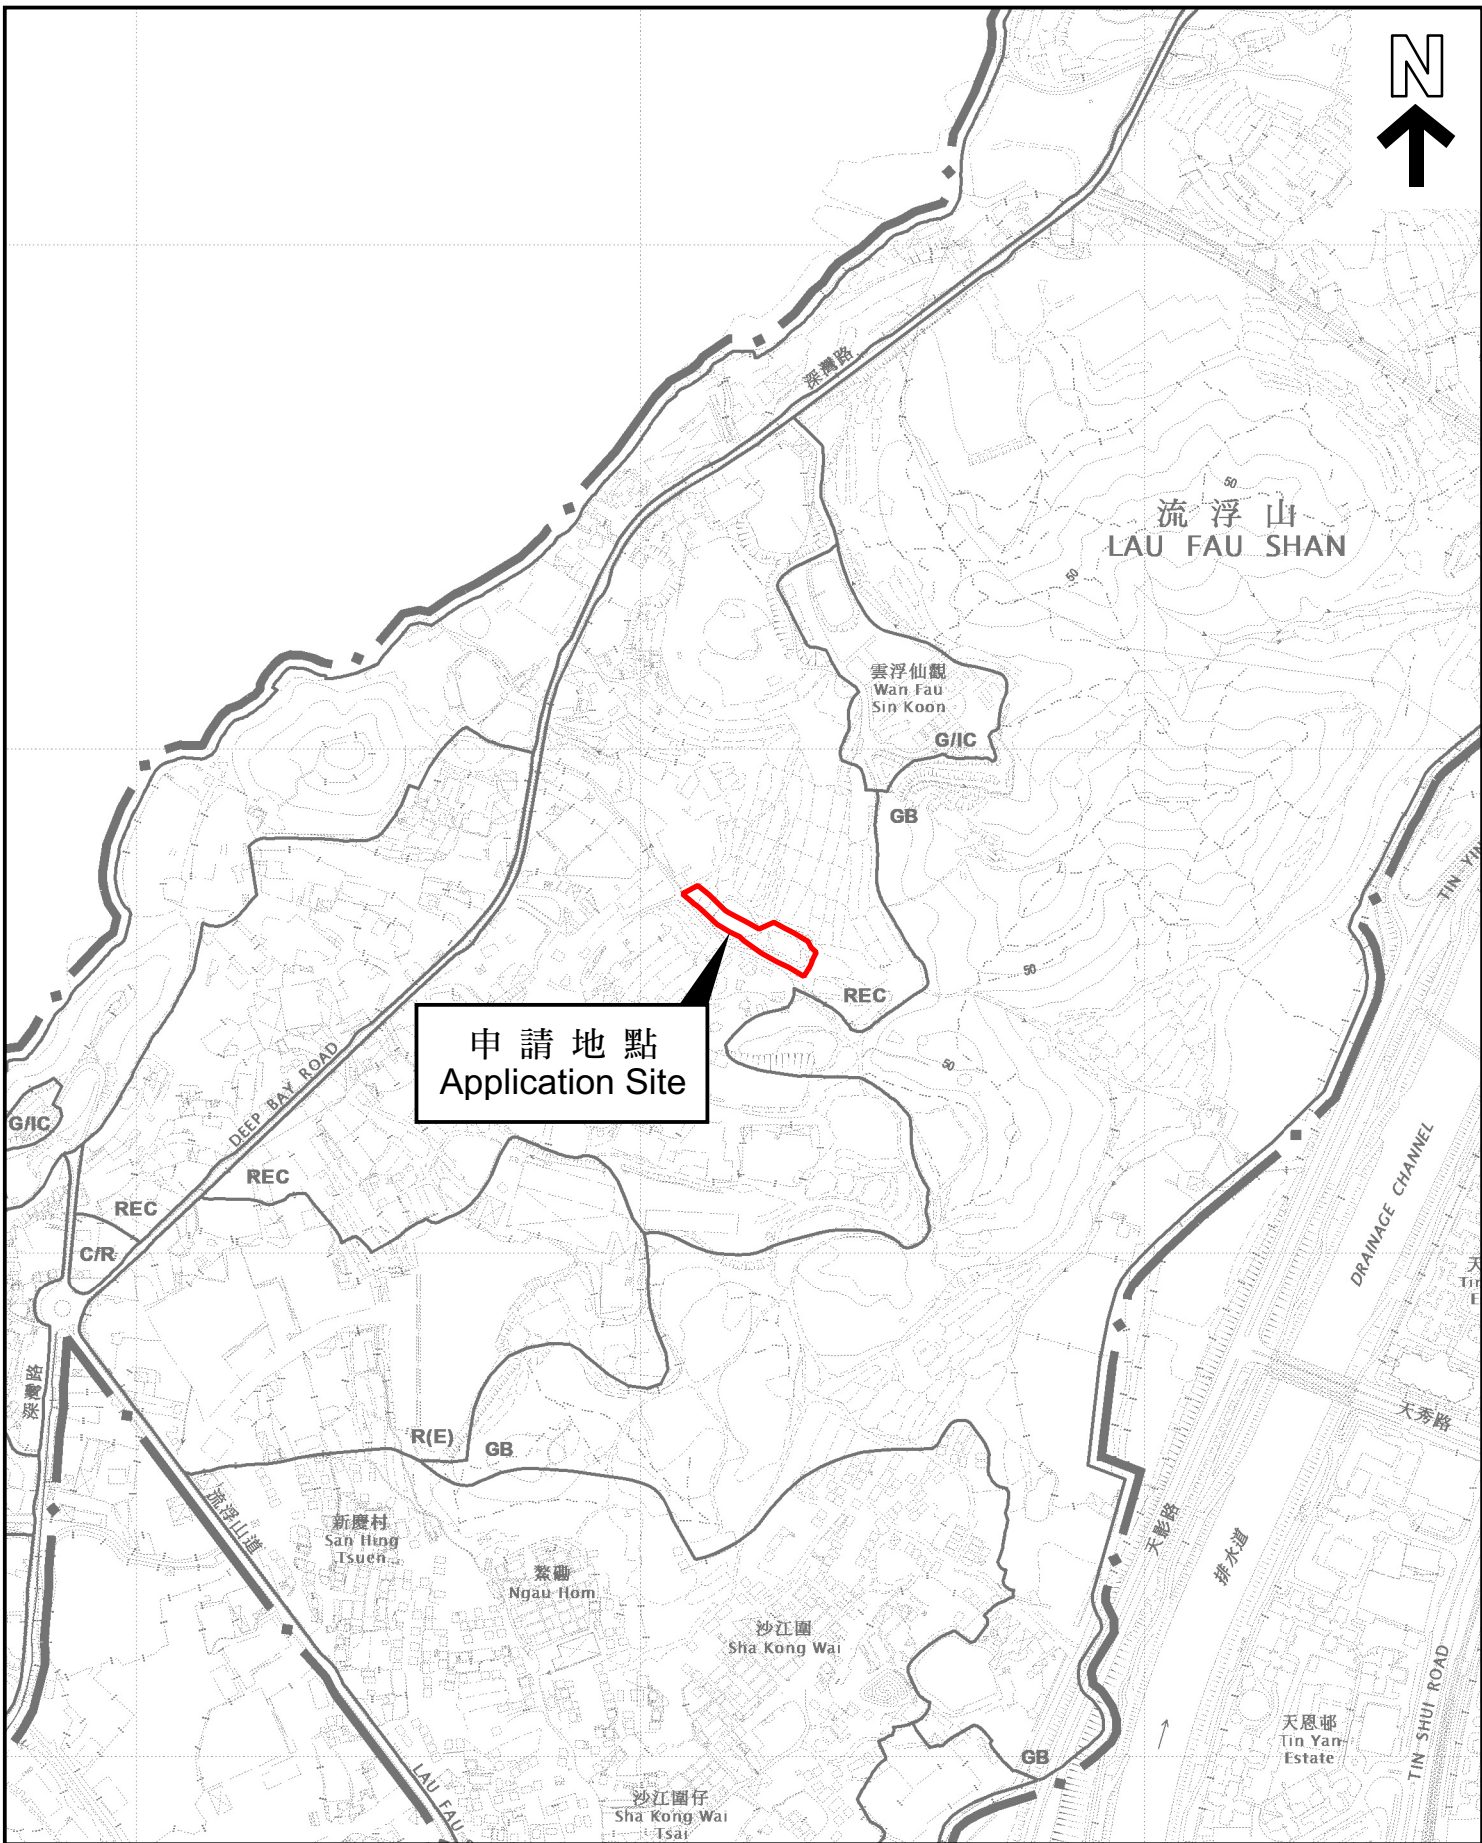 N
深灣路
50
流浮山
LAU FAU SHAN
50
雲浮仙觀
Wan Fau
Sin Koon
G/IC
GB
TIN YIN
50
REC
申請地點
Application Site
50
DEEP BAY ROAD
G/IC
REC
REC
C/R
DRAINAGE CHANNEL
天
Tin
E
深灣路
天秀路
R(E)
GB
流浮山道
新慶村
San Hing
Tsuen
天影路
排水道
鰲磡
Ngau Hom
沙江圍
Sha Kong Wai
TIN SHUI ROAD
天恩邨
Tin Yan
Estate
GB
LAU FAU
沙江圍仔
Sha Kong Wai
Tsai